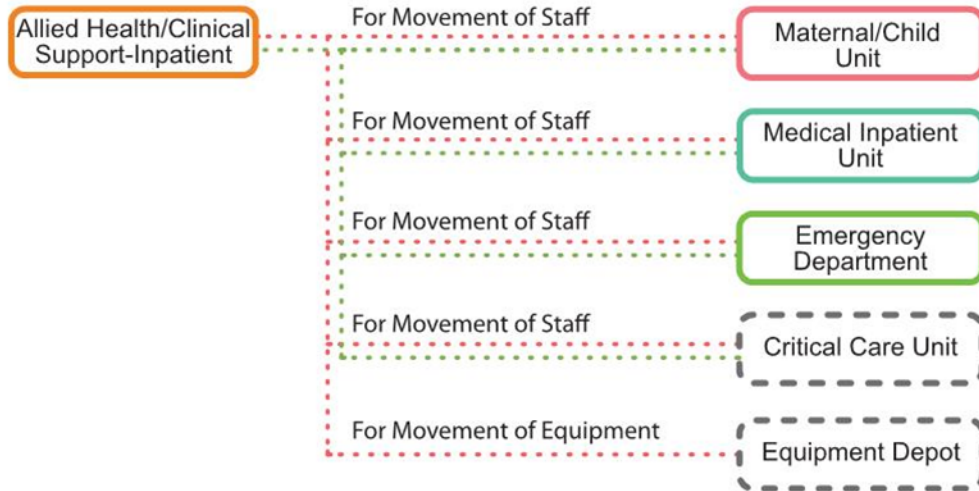 Allied Health/Clinical
Support-Inpatient
For Movement of Staff
Maternal/Child
Unit
For Movement of Staff
Medical Inpatient
Unit
For Movement of Staff
Emergency
Department
For Movement of Staff
Critical Care Unit
For Movement of Equipment
Equipment Depot